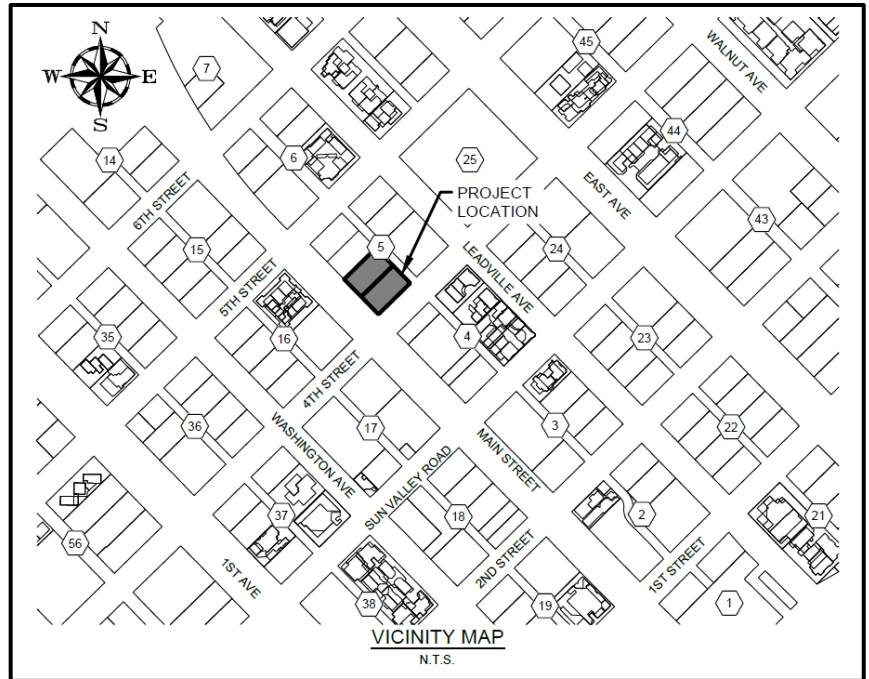 N
W E
S
7
45
WALNUT AVE
44
14
6
25
6TH STREET
PROJECT
LOCATION
EAST AVE
43
15
5
24
5TH STREET
LEADVILLE AVE
35
16
4
23
4TH STREET
36
WASHINGTON AVE
17
MAIN STREET
3
22
SUN VALLEY ROAD
37
18
2
21
56
1ST AVE
2ND STREET
1ST STREET
38
19
1
VICINITY MAP
N.T.S.